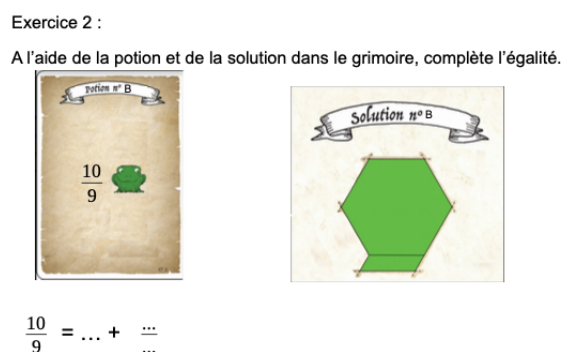 Exercice 2 :
A l’aide de la potion et de la solution dans le grimoire, complète l’égalité.
Potion n° B
Solution n° B
10
9
10
9
= ... + ...
...